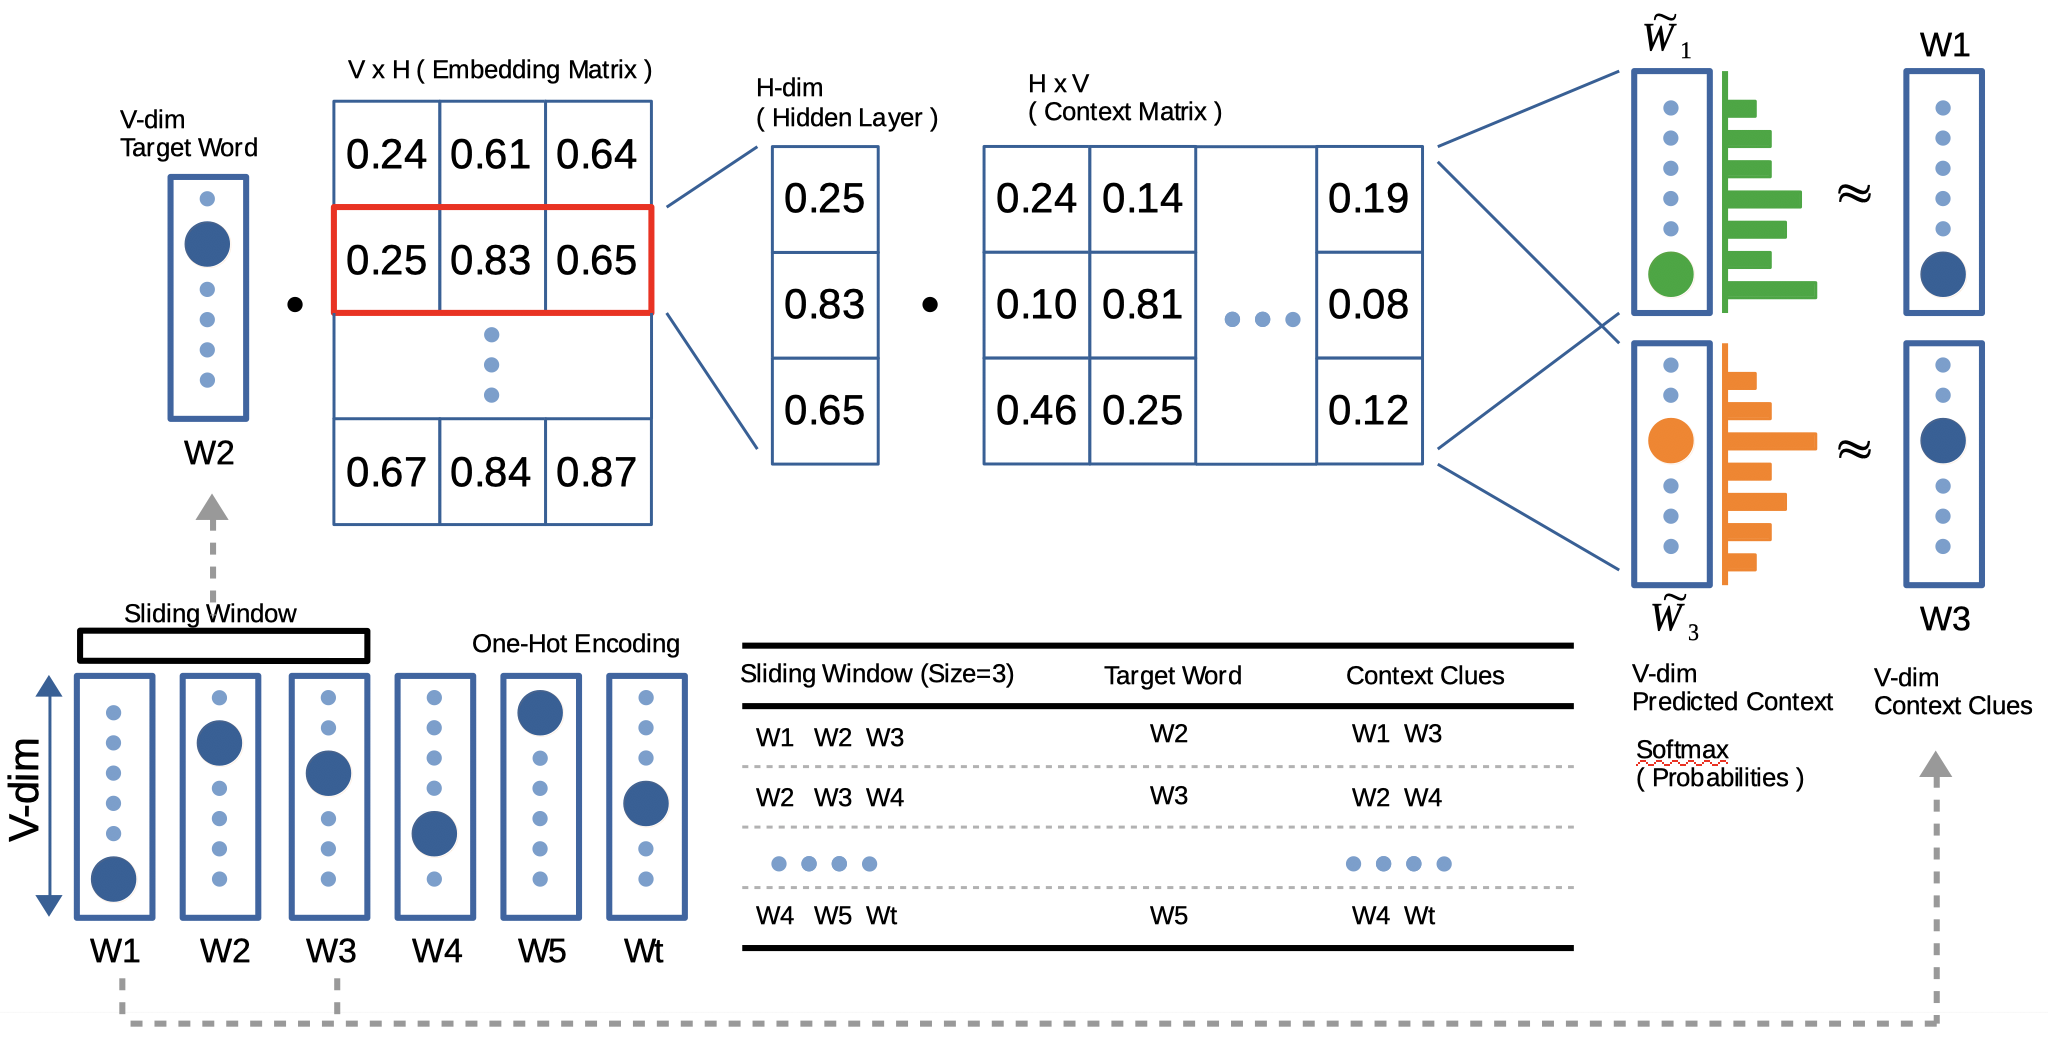 V-dim
Target Word
W2
V x H ( Embedding Matrix )
0.24 0.61 0.64
0.25 0.83 0.65
0.67 0.84 0.87
H-dim
( Hidden Layer )
0.25
0.83
0.65
H x V
( Context Matrix )
0.24 0.14 0.19
0.10 0.81 0.08
0.46 0.25 0.12
W̃₁
≈
W1
≈
W̃₃
W3
V-dim
Predicted Context
Softmax
( Probabilities )
V-dim
Context Clues
Sliding Window
One-Hot Encoding
V-dim
W1 W2 W3 W4 W5 Wt
Sliding Window (Size=3) Target Word Context Clues
W1 W2 W3 W2 W1 W3
W2 W3 W4 W3 W2 W4
W4 W5 Wt W5 W4 Wt